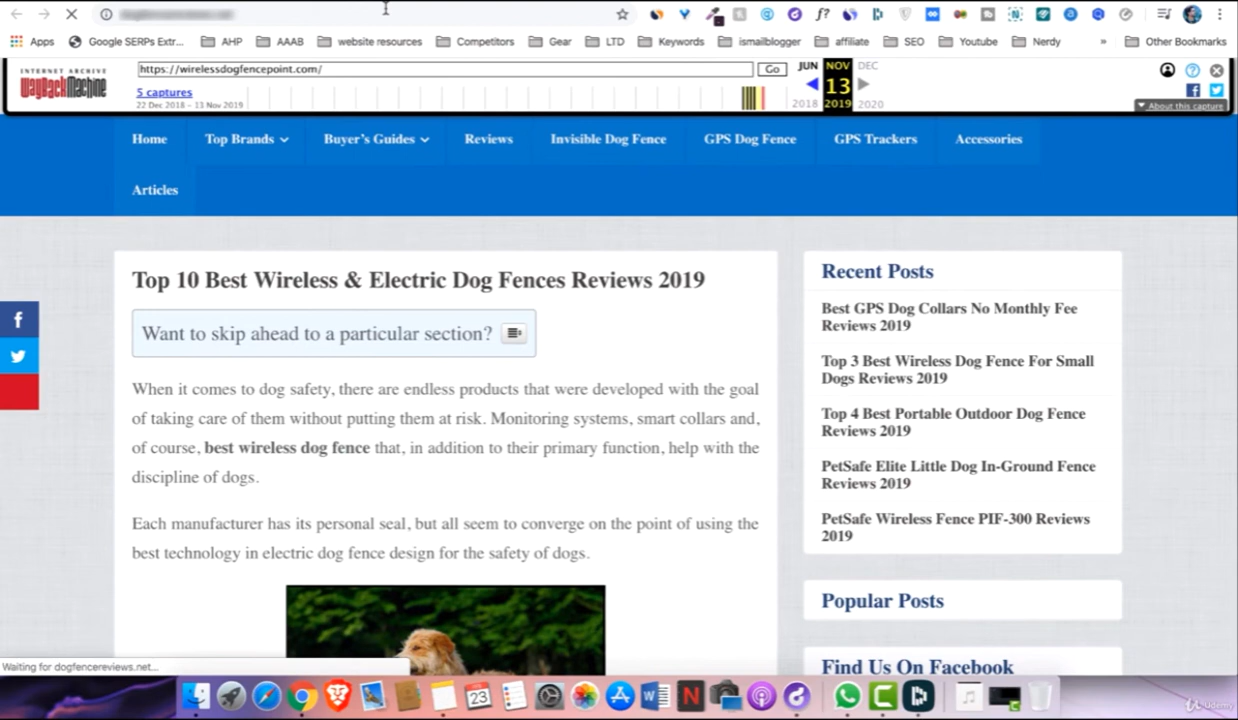 Apps Google SERPs Extr... AHP AAAB website resources Competitors Gear LTD Keywords ismailblogger affiliate SEO Youtube Nerdy » Other Bookmarks
INTERNET ARCHIVE
WayBackMachine
https://wirelessdogfencepoint.com/ Go JUN NOV DEC
5 captures 13
22 Dec 2018 – 13 Nov 2019 2018 2019 2020
About this capture
Home Top Brands Buyer's Guides Reviews Invisible Dog Fence GPS Dog Fence GPS Trackers Accessories
Articles
Top 10 Best Wireless & Electric Dog Fences Reviews 2019
Want to skip ahead to a particular section?
When it comes to dog safety, there are endless products that were developed with the goal
of taking care of them without putting them at risk. Monitoring systems, smart collars and,
of course, best wireless dog fence that, in addition to their primary function, help with the
discipline of dogs.
Each manufacturer has its personal seal, but all seem to converge on the point of using the
best technology in electric dog fence design for the safety of dogs.
Recent Posts
Best GPS Dog Collars No Monthly Fee
Reviews 2019
Top 3 Best Wireless Dog Fence For Small
Dogs Reviews 2019
Top 4 Best Portable Outdoor Dog Fence
Reviews 2019
PetSafe Elite Little Dog In-Ground Fence
Reviews 2019
PetSafe Wireless Fence PIF-300 Reviews
2019
Popular Posts
Find Us On Facebook
Waiting for dogfencereviews.net...
23
Udemy